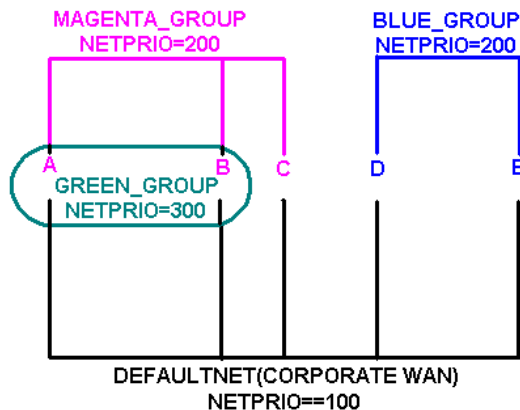 MAGENTA_GROUP
NETPRIO=200
BLUE_GROUP
NETPRIO=200
A
B
C
D
E
GREEN_GROUP
NETPRIO=300
DEFAULTNET(CORPORATE WAN)
NETPRIO==100